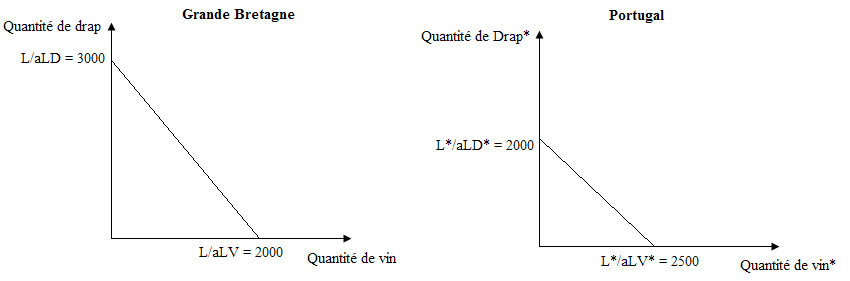 Grande Bretagne
Quantité de drap
L/aLD = 3000
L/aLV = 2000
Quantité de vin
Portugal
Quantité de Drap*
L*/aLD* = 2000
L*/aLV* = 2500
Quantité de vin*